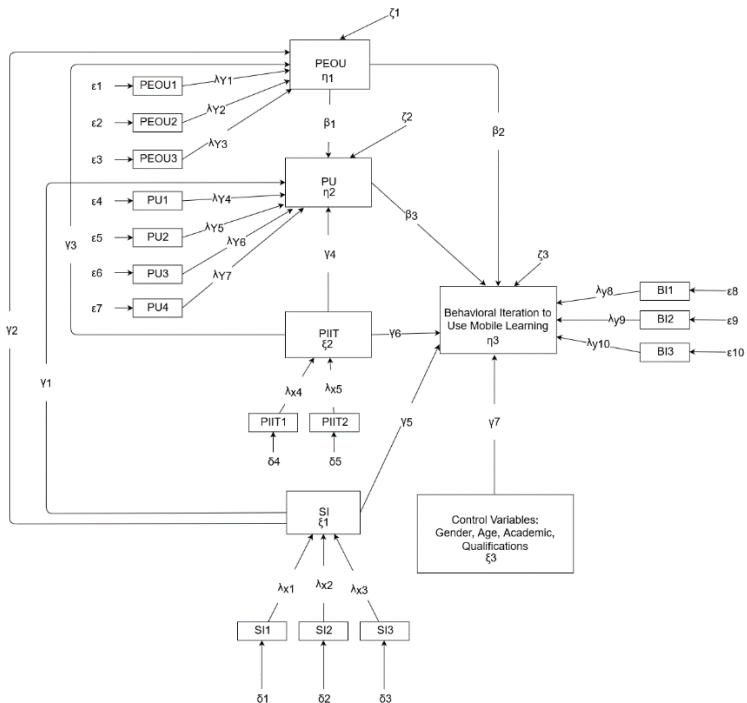 ζ1
PEOU
η1
ε1
PEOU1
λY1
ε2
PEOU2
λY2
ε3
PEOU3
λY3
β1
β2
ζ2
PU
η2
ε4
PU1
λY4
ε5
PU2
λY5
ε6
PU3
λY6
ε7
PU4
λY7
β3
γ3
γ4
ζ3
Behavioral Iteration to
Use Mobile Learning
η3
λy8
BI1
ε8
λy9
BI2
ε9
λy10
BI3
ε10
γ2
PIIT
ξ2
γ6
γ1
λx4
λx5
PIIT1
PIIT2
δ4
δ5
γ5
γ7
SI
ξ1
Control Variables:
Gender, Age, Academic,
Qualifications
ξ3
λx1
λx2
λx3
SI1
SI2
SI3
δ1
δ2
δ3